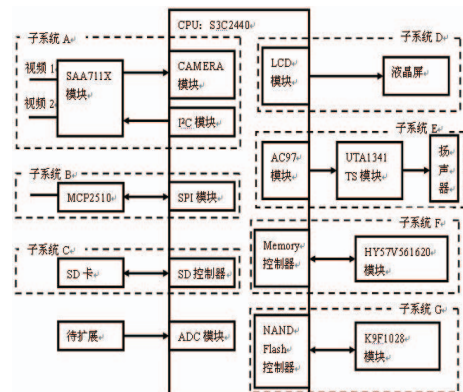 CPU: S3C2440
子系统 A
视频 1
视频 2
SAA711X
模块
CAMERA
模块
I²C 模块
子系统 B
MCP2510
SPI 模块
子系统 C
SD 卡
SD 控制器
待扩展
ADC 模块
子系统 D
LCD
模块
液晶屏
子系统 E
AC97
模块
UTA1341
TS 模块
扬
声
器
子系统 F
Memory
控制器
HY57V561620
模块
子系统 G
NAND
Flash
控制器
K9F1028
模块